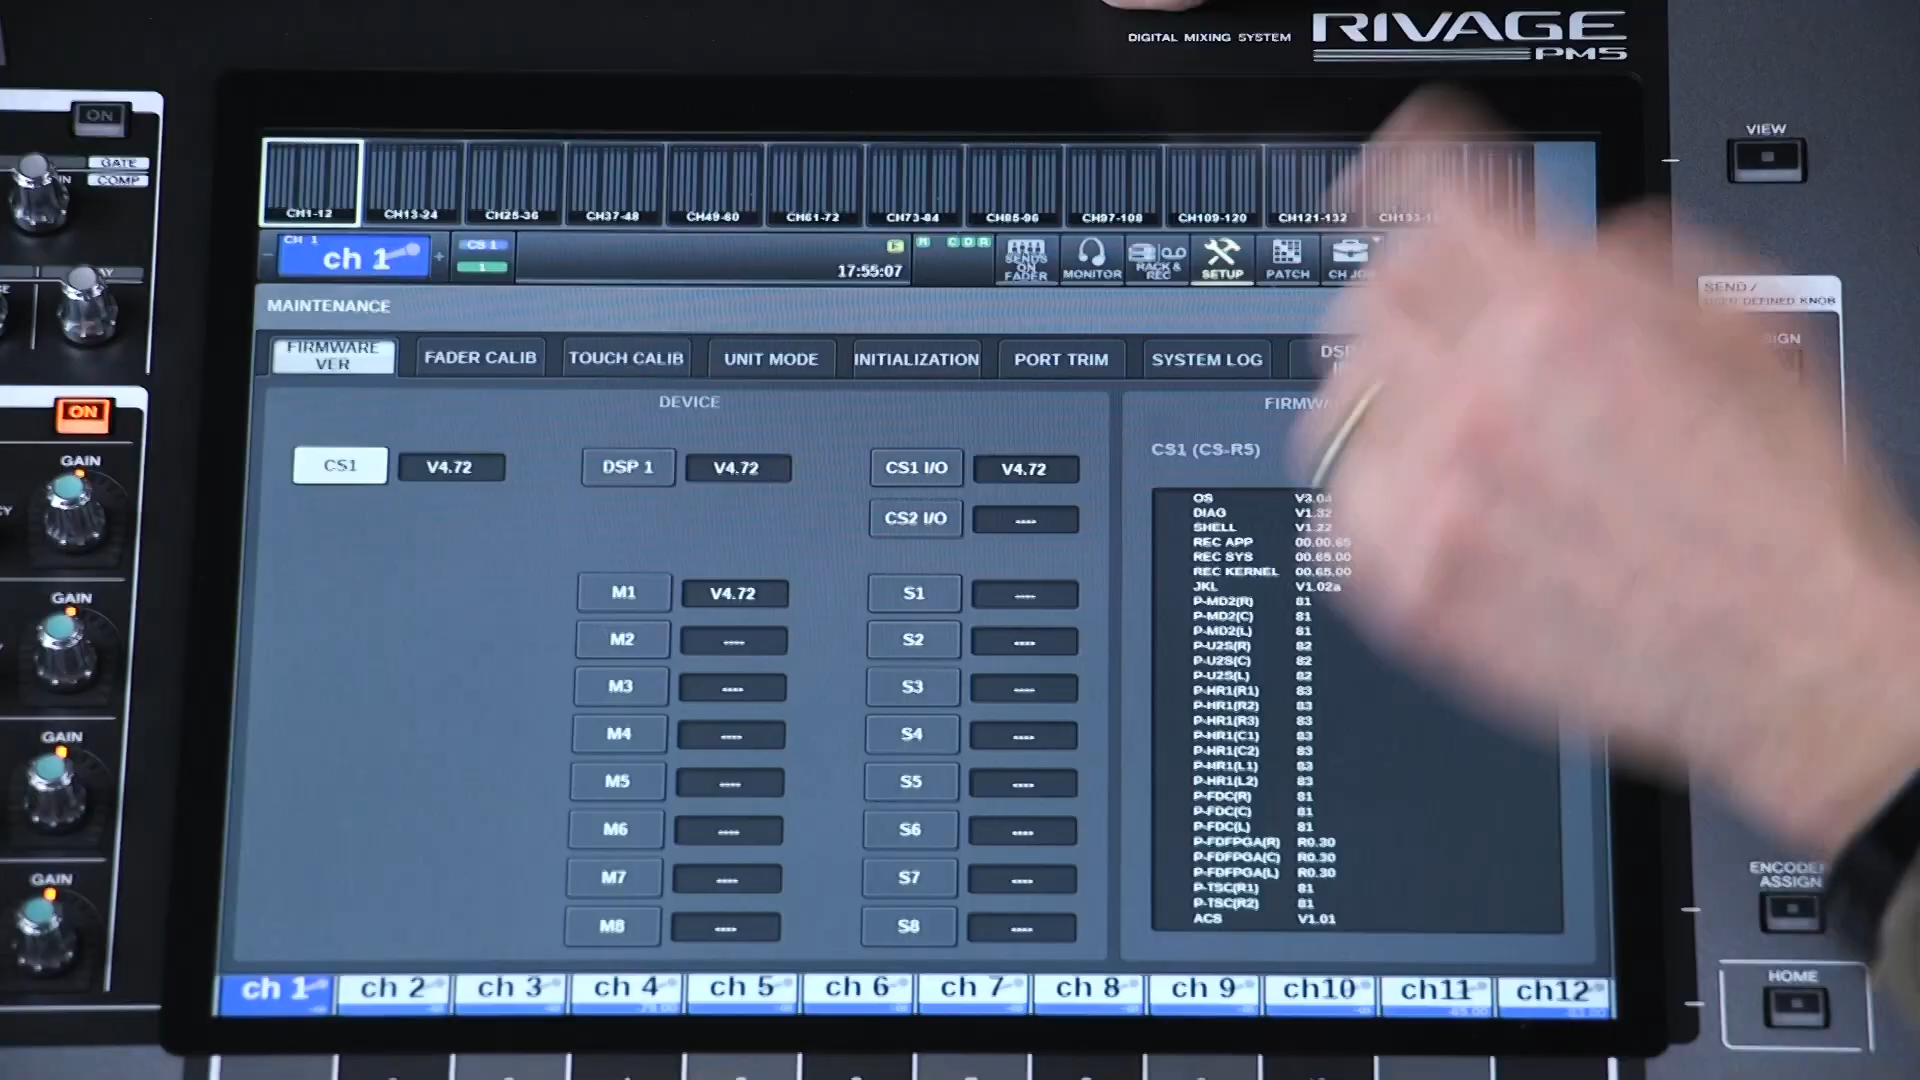 DIGITAL MIXING SYSTEM RIVAGE
PM5
ON
VIEW
GATE
COMP
CH1-12 CH13-24 CH25-36 CH37-48 CH49-60 CH61-72 CH73-84 CH85-96 CH97-108 CH109-120 CH121-132
CH 1
ch 1
CS 1
1
E
17:55:07
M C D R
SENDS ON FADER
MONITOR
RACK & REC
SETUP
PATCH
SEND /
USER DEFINED KNOB
MAINTENANCE
FIRMWARE VER
FADER CALIB
TOUCH CALIB
UNIT MODE
INITIALIZATION
PORT TRIM
SYSTEM LOG
DEVICE
ON
GAIN
CS1 V4.72 DSP 1 V4.72 CS1 I/O V4.72
CS2 I/O ----
M1 V4.72 S1 ----
M2 ---- S2 ----
M3 ---- S3 ----
M4 ---- S4 ----
M5 ---- S5 ----
M6 ---- S6 ----
M7 ---- S7 ----
M8 ---- S8 ----
CS1 (CS-R5)
OS
DIAG V1.32
SHELL V1.22
REC APP 00.00.65
REC SYS 00.65.00
REC KERNEL 00.65.00
JKL V1.02a
P-MD2(R) 81
P-MD2(C) 81
P-MD2(L) 81
P-U2S(R) 82
P-U2S(C) 82
P-U2S(L) 82
P-HR1(R1) 83
P-HR1(R2) 83
P-HR1(R3) 83
P-HR1(C1) 83
P-HR1(C2) 83
P-HR1(L1) 83
P-HR1(L2) 83
P-FDC(R) 81
P-FDC(C) 81
P-FDC(L) 81
P-FDFPGA(R) R0.30
P-FDFPGA(C) R0.30
P-FDFPGA(L) R0.30
P-TSC(R1) 81
P-TSC(R2) 81
ACS V1.01
GAIN
GAIN
GAIN
ENCODER
ASSIGN
HOME
ch 1 ch 2 ch 3 ch 4 ch 5 ch 6 ch 7 ch 8 ch 9 ch10 ch11 ch12